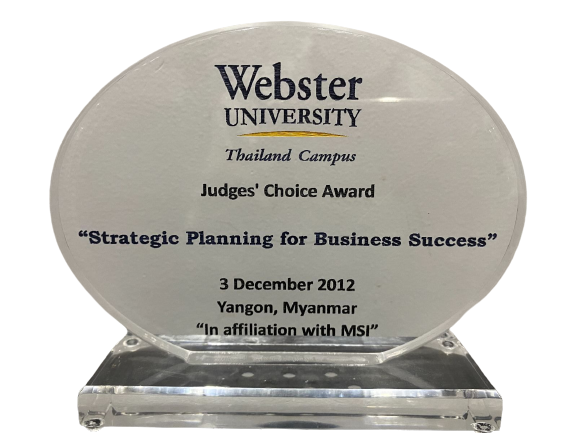 Webster
UNIVERSITY
Thailand Campus
Judges' Choice Award
“Strategic Planning for Business Success”
3 December 2012
Yangon, Myanmar
“In affiliation with MSI”